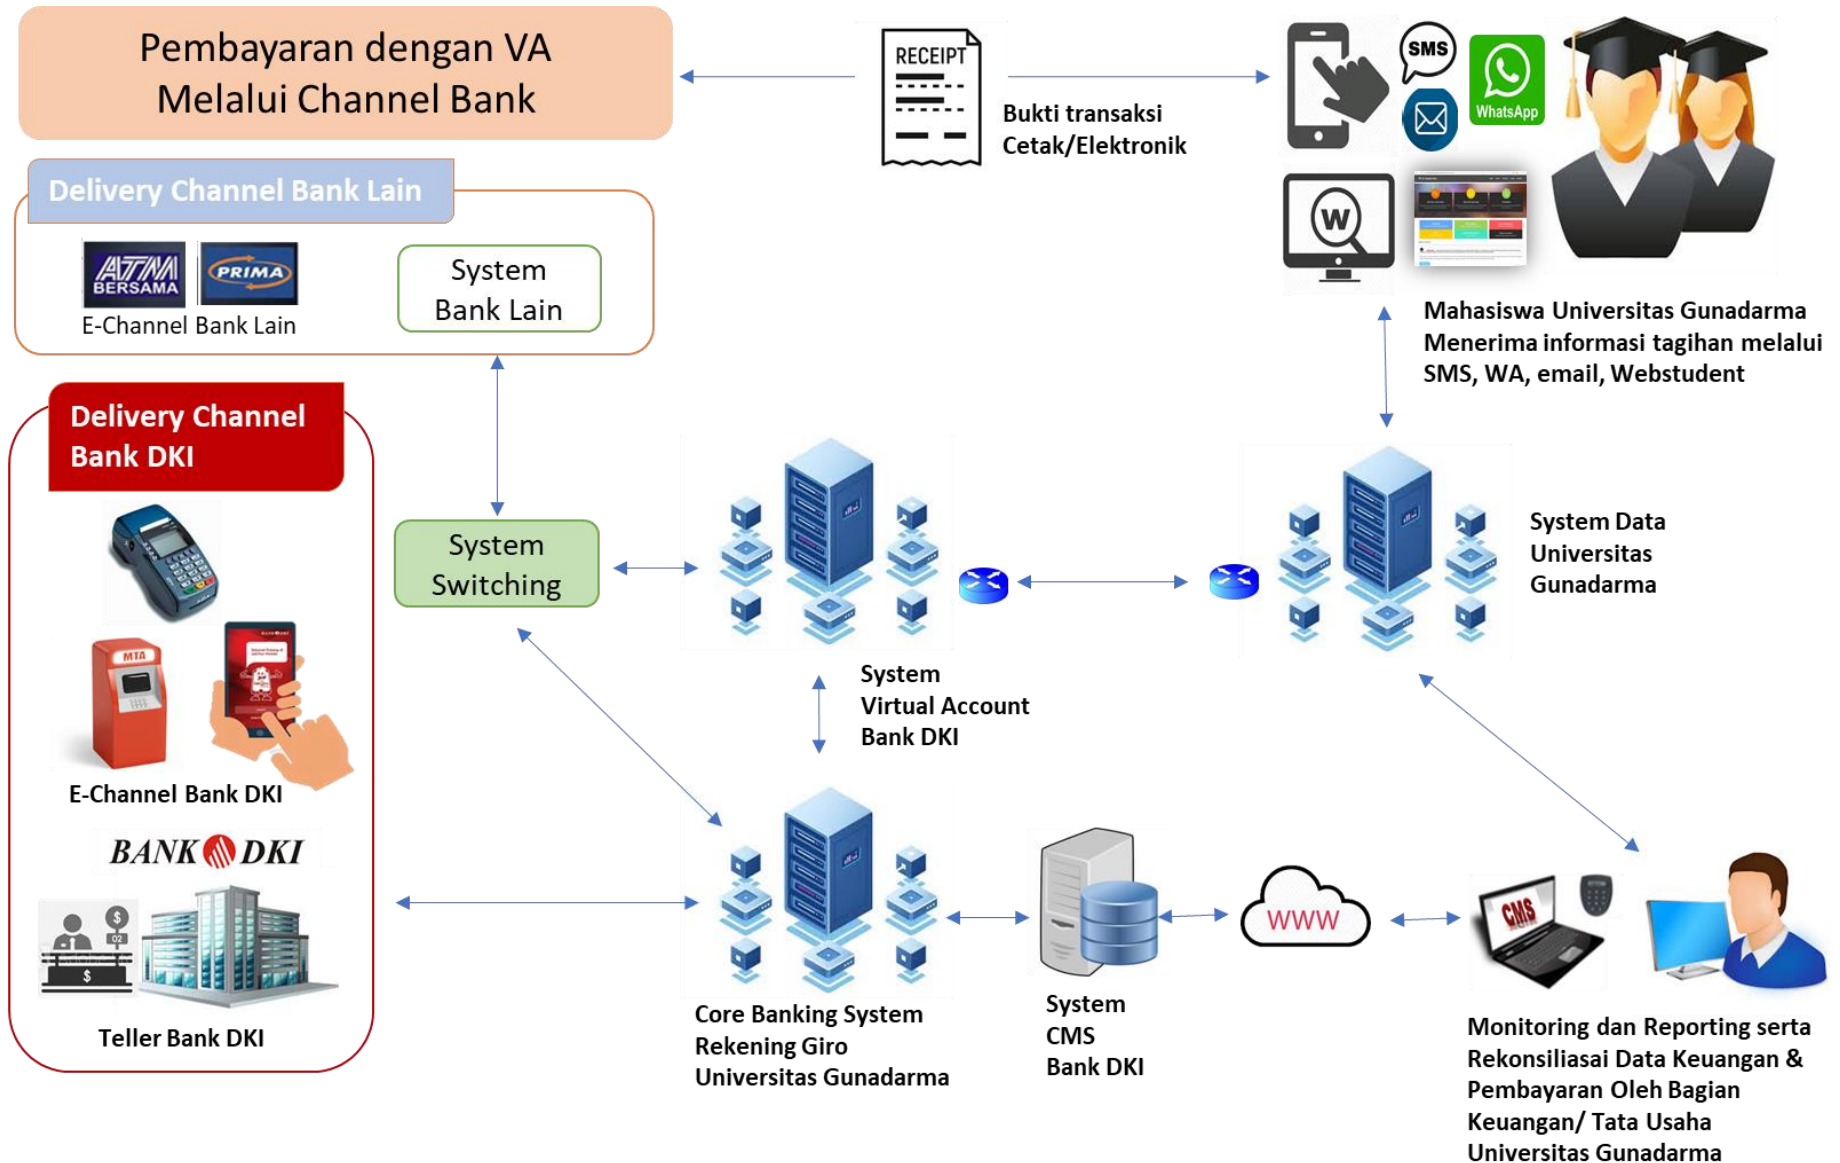 Pembayaran dengan VA
Melalui Channel Bank
RECEIPT
Bukti transaksi
Cetak/Elektronik
SMS
WhatsApp
W
Mahasiswa Universitas Gunadarma
Menerima informasi tagihan melalui
SMS, WA, email, Webstudent
Delivery Channel Bank Lain
ATM
BERSAMA
PRIMA
E-Channel Bank Lain
System
Bank Lain
Delivery Channel
Bank DKI
MTA
E-Channel Bank DKI
BANK DKI
$
02
$
Teller Bank DKI
System
Switching
System
Virtual Account
Bank DKI
System Data
Universitas
Gunadarma
Core Banking System
Rekening Giro
Universitas Gunadarma
System
CMS
Bank DKI
WWW
CMS
Monitoring dan Reporting serta
Rekonsiliasai Data Keuangan &
Pembayaran Oleh Bagian
Keuangan/ Tata Usaha
Universitas Gunadarma